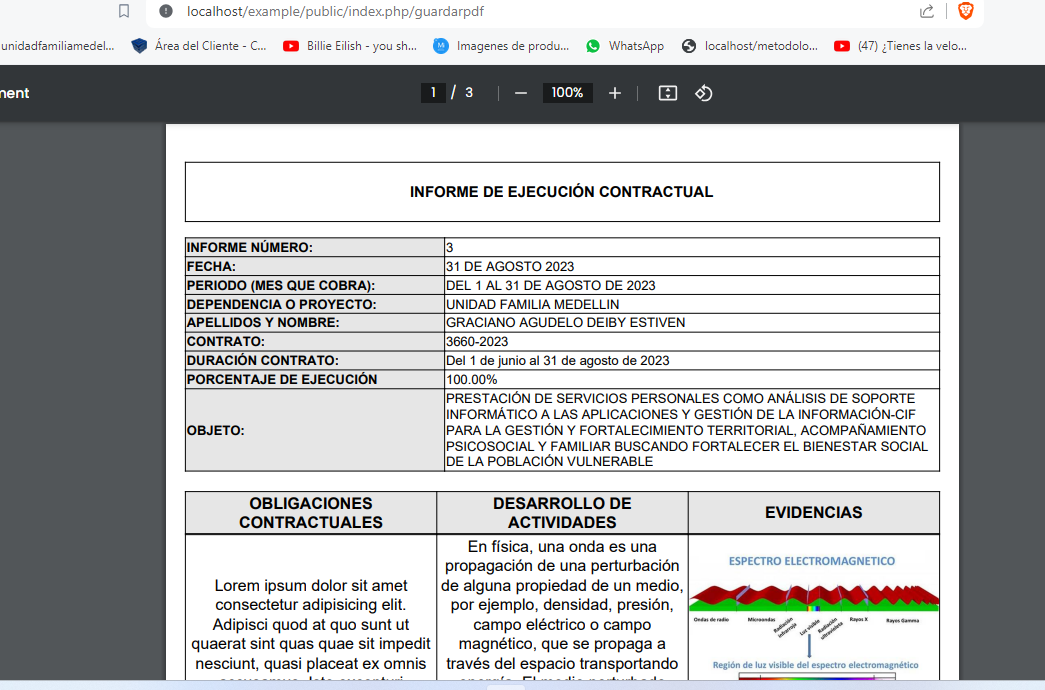 localhost/example/public/index.php/guardarpdf
unidadfamiliamedel... Área del Cliente - C... Billie Eilish - you sh... Imagenes de produ... WhatsApp localhost/metodolo... (47) ¿Tienes la velo...
ment 1 / 3 100%
INFORME DE EJECUCIÓN CONTRACTUAL
INFORME NÚMERO: 3
FECHA: 31 DE AGOSTO 2023
PERIODO (MES QUE COBRA): DEL 1 AL 31 DE AGOSTO DE 2023
DEPENDENCIA O PROYECTO: UNIDAD FAMILIA MEDELLIN
APELLIDOS Y NOMBRE: GRACIANO AGUDELO DEIBY ESTIVEN
CONTRATO: 3660-2023
DURACIÓN CONTRATO: Del 1 de junio al 31 de agosto de 2023
PORCENTAJE DE EJECUCIÓN 100.00%
OBJETO:
PRESTACIÓN DE SERVICIOS PERSONALES COMO ANÁLISIS DE SOPORTE
INFORMÁTICO A LAS APLICACIONES Y GESTIÓN DE LA INFORMACIÓN-CIF
PARA LA GESTIÓN Y FORTALECIMIENTO TERRITORIAL, ACOMPAÑAMIENTO
PSICOSOCIAL Y FAMILIAR BUSCANDO FORTALECER EL BIENESTAR SOCIAL
DE LA POBLACIÓN VULNERABLE
OBLIGACIONES
CONTRACTUALES
DESARROLLO DE
ACTIVIDADES
EVIDENCIAS
Lorem ipsum dolor sit amet
consectetur adipisicing elit.
Adipisci quod at quo sunt ut
quaerat sint quas quae sit impedit
nesciunt, quasi placeat ex omnis
En física, una onda es una
propagación de una perturbación
de alguna propiedad de un medio,
por ejemplo, densidad, presión,
campo eléctrico o campo
magnético, que se propaga a
través del espacio transportando
ESPECTRO ELECTROMAGNETICO
Ondas de radio
Microondas
Radiación
infrarroja
Luz visible
Radiación
ultravioleta
Rayos X
Rayos Gamma
Región de luz visible del espectro electromagnético